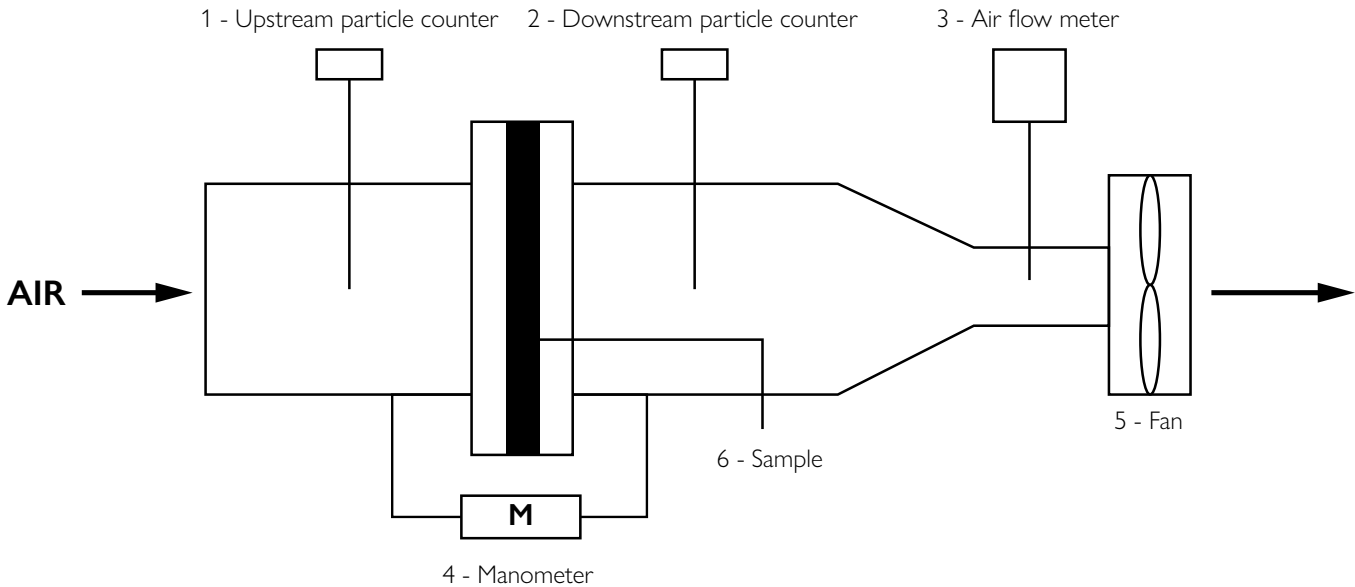 1 - Upstream particle counter
2 - Downstream particle counter
3 - Air flow meter
AIR
5 - Fan
6 - Sample
M
4 - Manometer